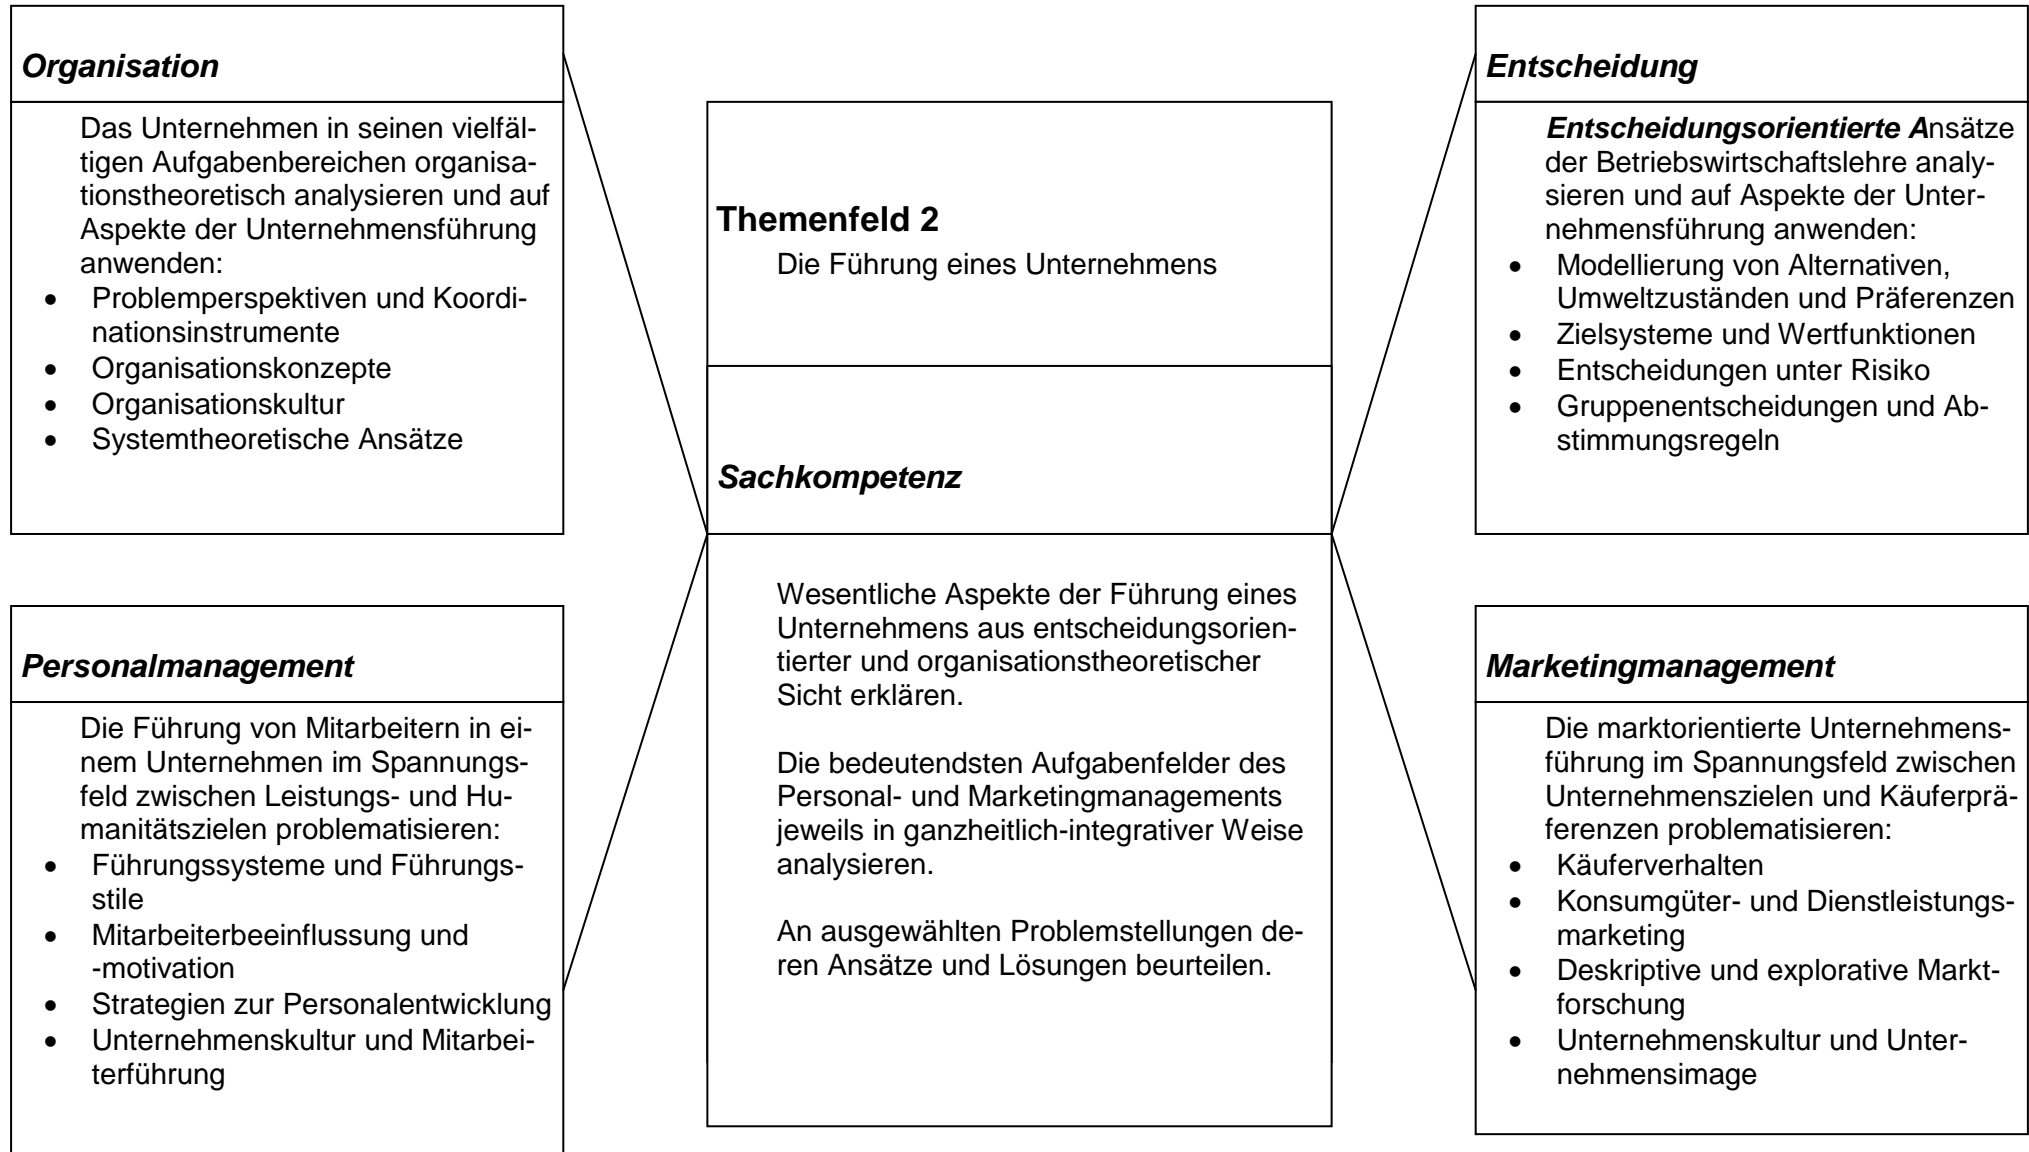 Organisation
Das Unternehmen in seinen vielfäl-
tigen Aufgabenbereichen organisa-
tionstheoretisch analysieren und auf
Aspekte der Unternehmensführung
anwenden:
• Problemperspektiven und Koordi-
nationsinstrumente
• Organisationskonzepte
• Organisationskultur
• Systemtheoretische Ansätze
Personalmanagement
Die Führung von Mitarbeitern in ei-
nem Unternehmen im Spannungs-
feld zwischen Leistungs- und Hu-
manitätszielen problematisieren:
• Führungssysteme und Führungs-
stile
• Mitarbeiterbeeinflussung und
-motivation
• Strategien zur Personalentwicklung
• Unternehmenskultur und Mitarbei-
terführung
Themenfeld 2
Die Führung eines Unternehmens
Sachkompetenz
Wesentliche Aspekte der Führung eines
Unternehmens aus entscheidungsorien-
tierter und organisationstheoretischer
Sicht erklären.
Die bedeutendsten Aufgabenfelder des
Personal- und Marketingmanagements
jeweils in ganzheitlich-integrativer Weise
analysieren.
An ausgewählten Problemstellungen de-
ren Ansätze und Lösungen beurteilen.
Entscheidung
Entscheidungsorientierte Ansätze
der Betriebswirtschaftslehre analy-
sieren und auf Aspekte der Unter-
nehmensführung anwenden:
• Modellierung von Alternativen,
Umweltzuständen und Präferenzen
• Zielsysteme und Wertfunktionen
• Entscheidungen unter Risiko
• Gruppenentscheidungen und Ab-
stimmungsregeln
Marketingmanagement
Die marktorientierte Unternehmens-
führung im Spannungsfeld zwischen
Unternehmenszielen und Käuferprä-
ferenzen problematisieren:
• Käuferverhalten
• Konsumgüter- und Dienstleistungs-
marketing
• Deskriptive und explorative Markt-
forschung
• Unternehmenskultur und Unter-
nehmensimage